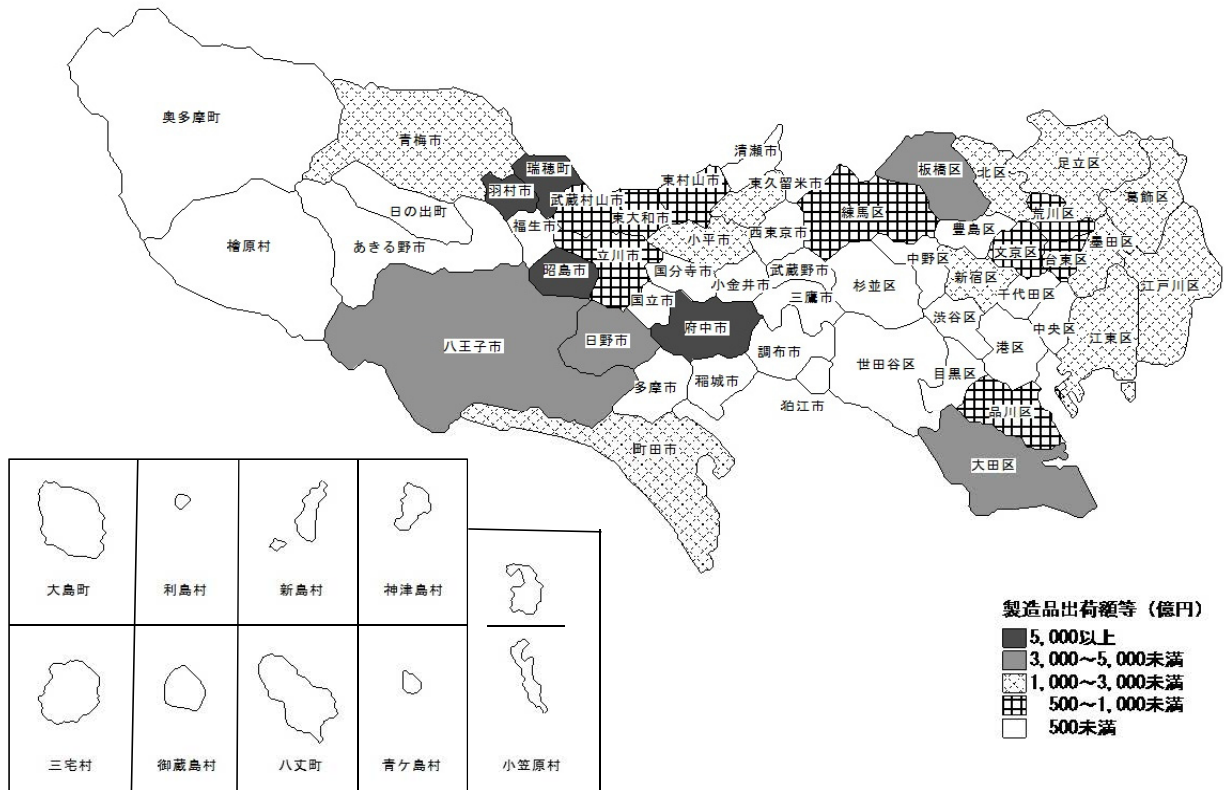 奥多摩町
青梅市
瑞穂町
羽村市
日の出町
檜原村
あきる野市
福生市
武蔵村山市
東村山市
清瀬市
東久留米市
東大和市
立川市
昭島市
小平市
西東京市
国分寺市
小金井市
武蔵野市
三鷹市
国立市
府中市
八王子市
日野市
多摩市
稲城市
調布市
狛江市
町田市
板橋区
北区
足立区
葛飾区
荒川区
練馬区
豊島区
文京区
台東区
墨田区
江戸川区
中野区
新宿区
千代田区
杉並区
渋谷区
中央区
江東区
港区
世田谷区
目黒区
品川区
大田区
大島町
利島村
新島村
神津島村
三宅村
御蔵島村
八丈町
青ケ島村
小笠原村
製造品出荷額等（億円）
5,000以上
3,000～5,000未満
1,000～3,000未満
500～1,000未満
500未満